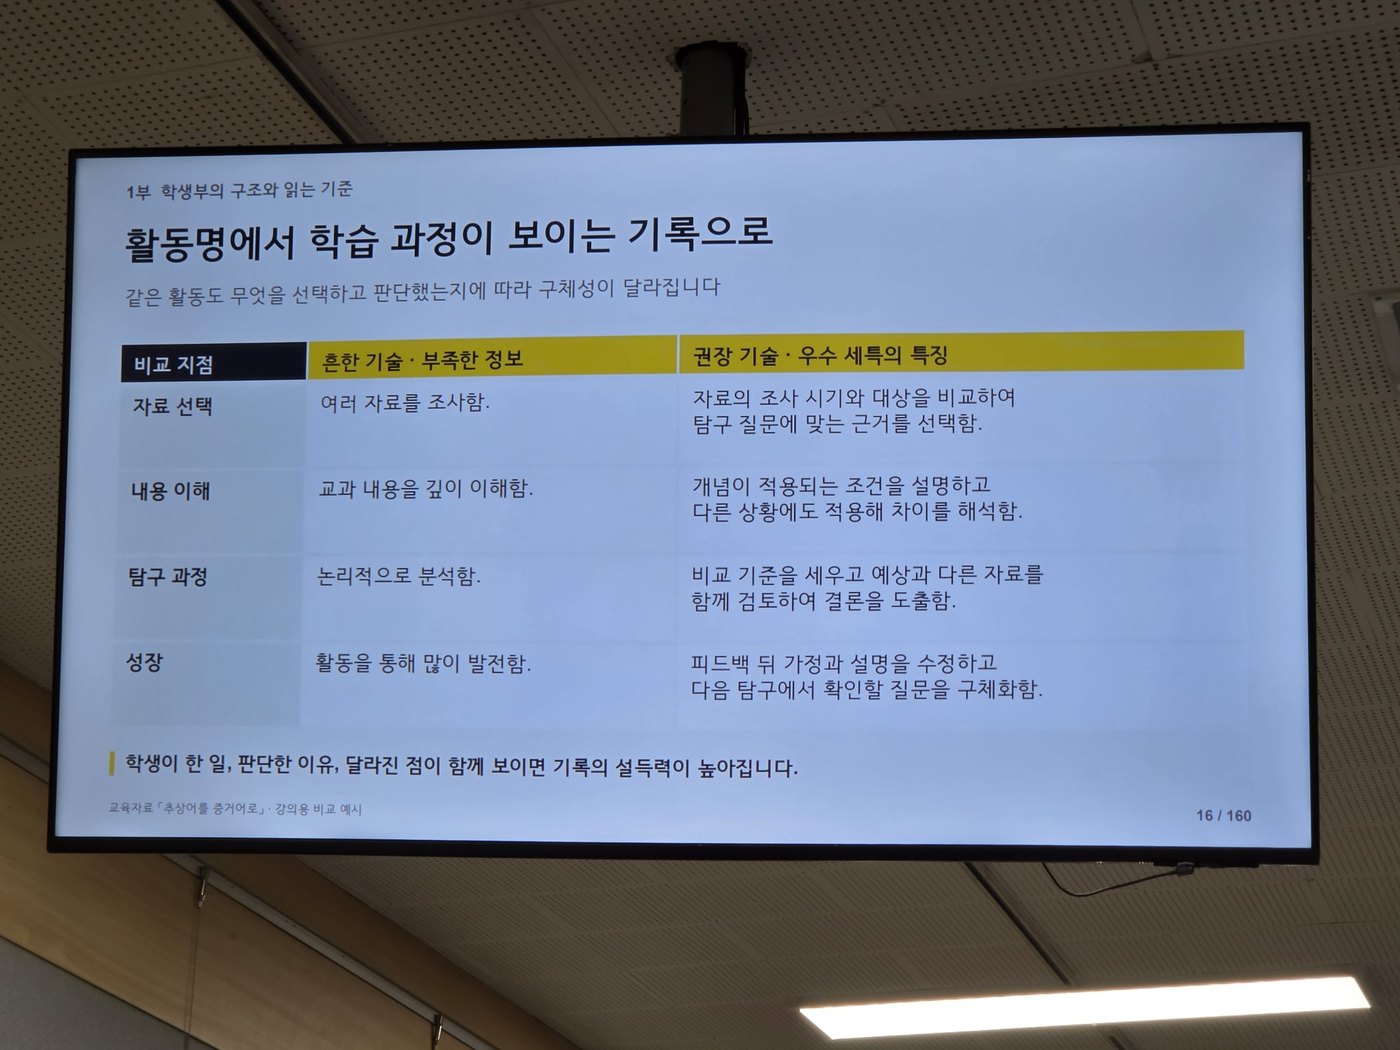 1부 학생부의 구조와 읽는 기준
활동명에서 학습 과정이 보이는 기록으로
같은 활동도 무엇을 선택하고 판단했는지에 따라 구체성이 달라집니다
비교 지점
흔한 기술 · 부족한 정보
권장 기술 · 우수 세특의 특징
자료 선택
여러 자료를 조사함.
자료의 조사 시기와 대상을 비교하여
탐구 질문에 맞는 근거를 선택함.
내용 이해
교과 내용을 깊이 이해함.
개념이 적용되는 조건을 설명하고
다른 상황에도 적용해 차이를 해석함.
탐구 과정
논리적으로 분석함.
비교 기준을 세우고 예상과 다른 자료를
함께 검토하여 결론을 도출함.
성장
활동을 통해 많이 발전함.
피드백 뒤 가정과 설명을 수정하고
다음 탐구에서 확인할 질문을 구체화함.
학생이 한 일, 판단한 이유, 달라진 점이 함께 보이면 기록의 설득력이 높아집니다.
교육자료 「추상어를 증거어로」 · 강의용 비교 예시
16 / 160